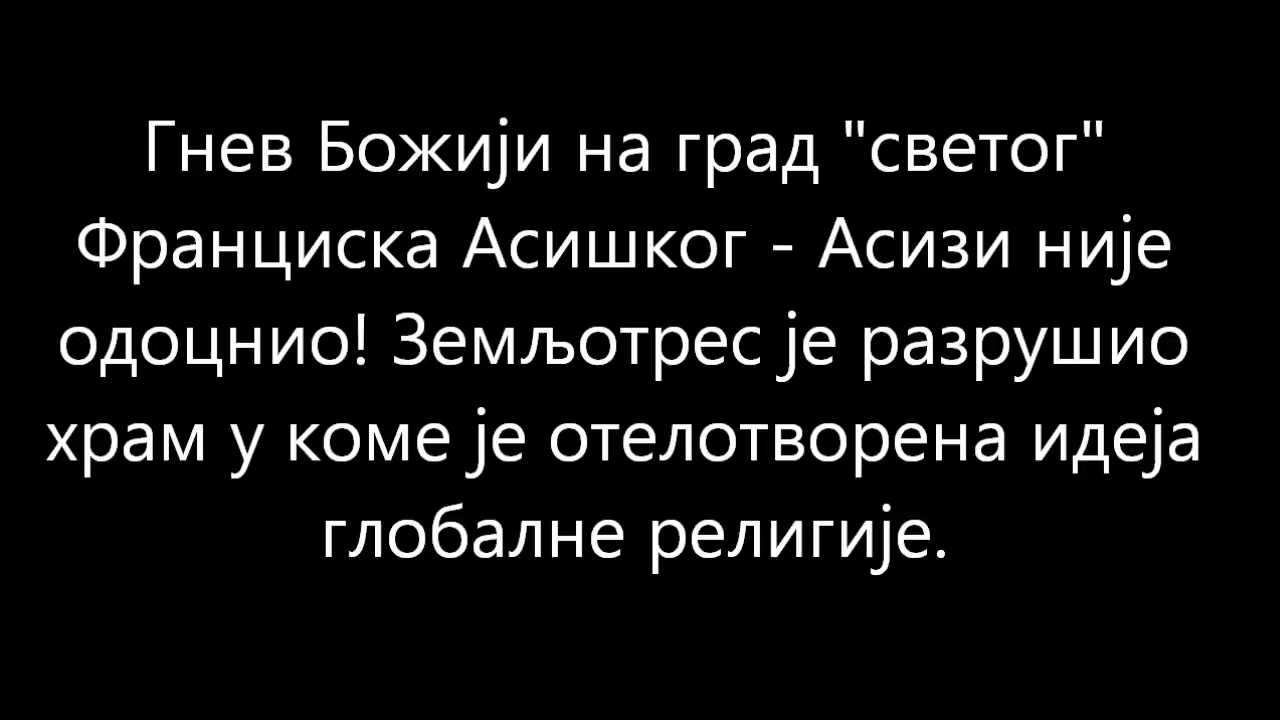 Гнев Божији на град "светог"
Франциска Асишког - Асизи није
одоцнио! Земљотрес је разрушио
храм у коме је отелотворена идеја
глобалне религије.